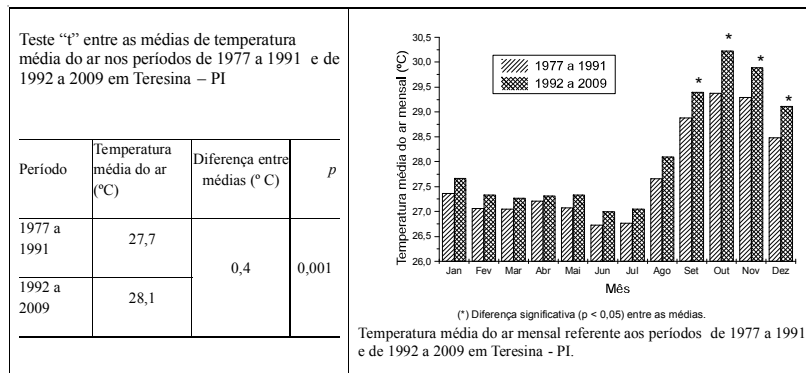 Teste “t” entre as médias de temperatura
média do ar nos períodos de 1977 a 1991 e de
1992 a 2009 em Teresina – PI
Período
Temperatura
média do ar
(ºC)
Diferença entre
médias (º C)
p
1977 a
1991
27,7
0,4
0,001
1992 a
2009
28,1
Temperatura média do ar mensal (ºC)
30,5
30,0
29,5
29,0
28,5
28,0
27,5
27,0
26,5
26,0
1977 a 1991
1992 a 2009
* * * *
Jan Fev Mar Abr Mai Jun Jul Ago Set Out Nov Dez
Mês
(*) Diferença significativa (p < 0,05) entre as médias.
Temperatura média do ar mensal referente aos períodos de 1977 a 1991
e de 1992 a 2009 em Teresina - PI.